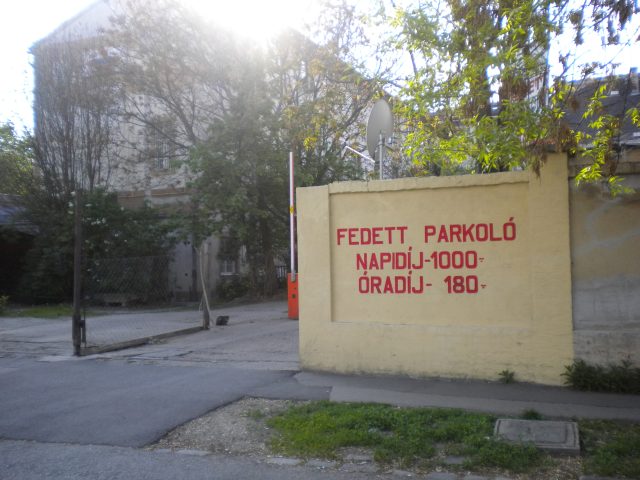 FEDETT PARKOLÓ
NAPIDÍJ-1000.-
ÓRADÍJ- 180.-